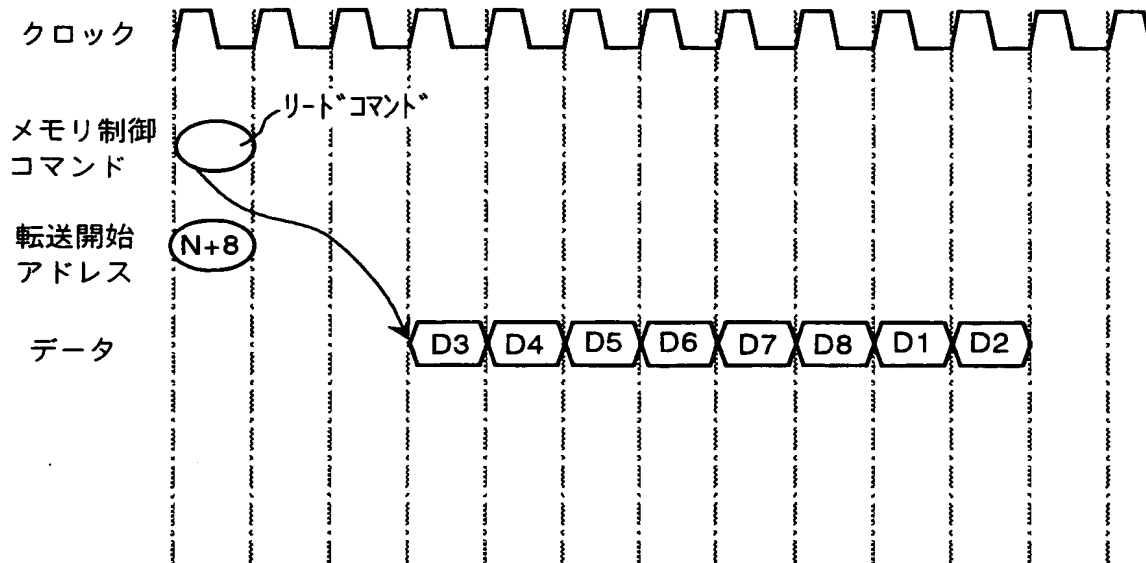 クロック
リードコマンド
メモリ制御
コマンド
転送開始
アドレス
N+8
データ
D3 D4 D5 D6 D7 D8 D1 D2